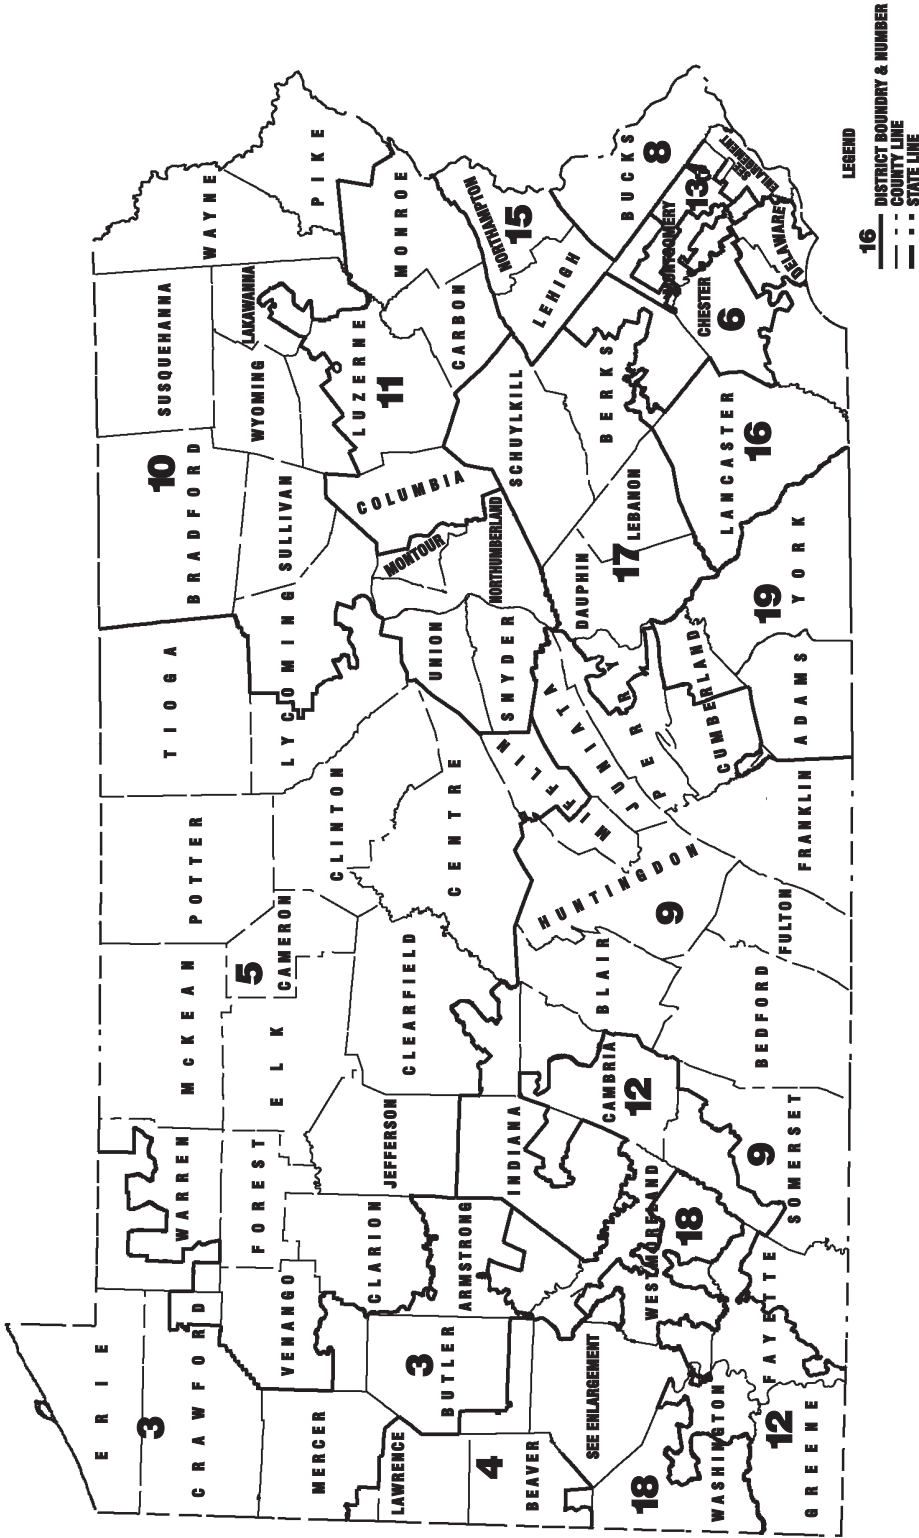 ERIE
3
CRAWFORD
MERCER
LAWRENCE
4
BEAVER
SEE ENLARGEMENT
18
WASHINGTON
12
GREENE
WARREN
FOREST
VENANGO
CLARION
3
BUTLER
ARMSTRONG
WESTMORELAND
18
FAYETTE
McKEAN
ELK
JEFFERSON
INDIANA
CAMBRIA
12
9
SOMERSET
POTTER
5
CAMERON
CLEARFIELD
BLAIR
BEDFORD
TIOGA
CLINTON
CENTRE
HUNTINGDON
9
FULTON
FRANKLIN
LYCOMING
UNION
SNYDER
MIFFLIN
JUNIATA
PERRY
CUMBERLAND
ADAMS
10
BRADFORD
SULLIVAN
COLUMBIA
MONTOUR
NORTHUMBERLAND
DAUPHIN
17
LEBANON
19
YORK
SUSQUEHANNA
WYOMING
LAKAWANNA
LUZERNE
11
CARBON
SCHUYLKILL
BERKS
LANCASTER
16
WAYNE
PIKE
MONROE
NORTHAMPTON
15
LEHIGH
BUCKS
8
MONTGOMERY
13
SEE
ENLARGEMENT
CHESTER
6
DELAWARE
LEGEND
16 DISTRICT BOUNDRY & NUMBER
COUNTY LINE
STATE LINE